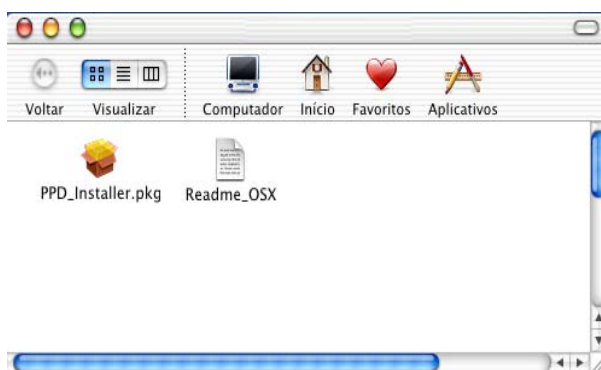 Voltar Visualizar Computador Início Favoritos Aplicativos
PPD_Installer.pkg Readme_OSX